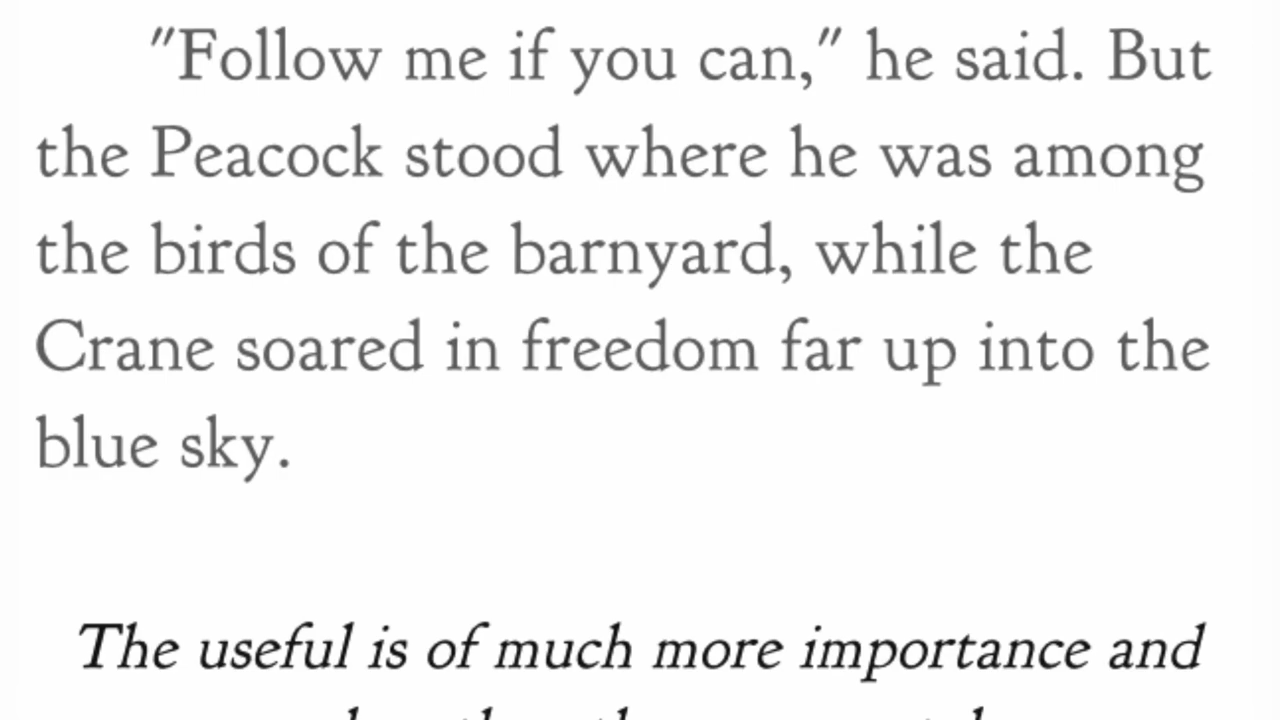 "Follow me if you can," he said. But
the Peacock stood where he was among
the birds of the barnyard, while the
Crane soared in freedom far up into the
blue sky.
The useful is of much more importance and